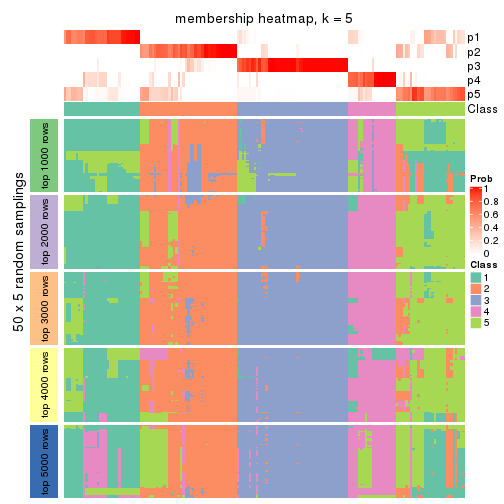 membership heatmap, k = 5
p1
p2
p3
p4
p5
Class
50 x 5 random samplings
top 1000 rows
top 2000 rows
top 3000 rows
top 4000 rows
top 5000 rows
Prob
1
0.8
0.6
0.4
0.2
0
Class
1
2
3
4
5